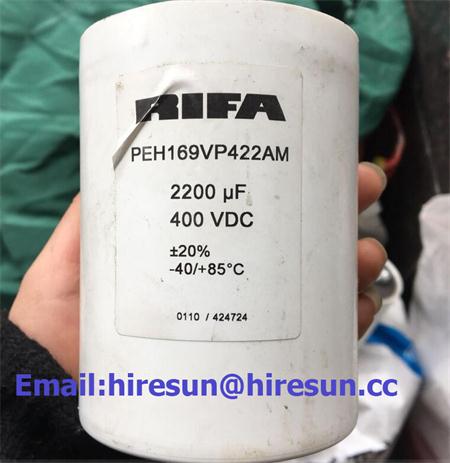 RIFA
PEH169VP422AM
2200 µF
400 VDC
±20%
-40/+85°C
0110 / 424724
Email:hiresun@hiresun.cc